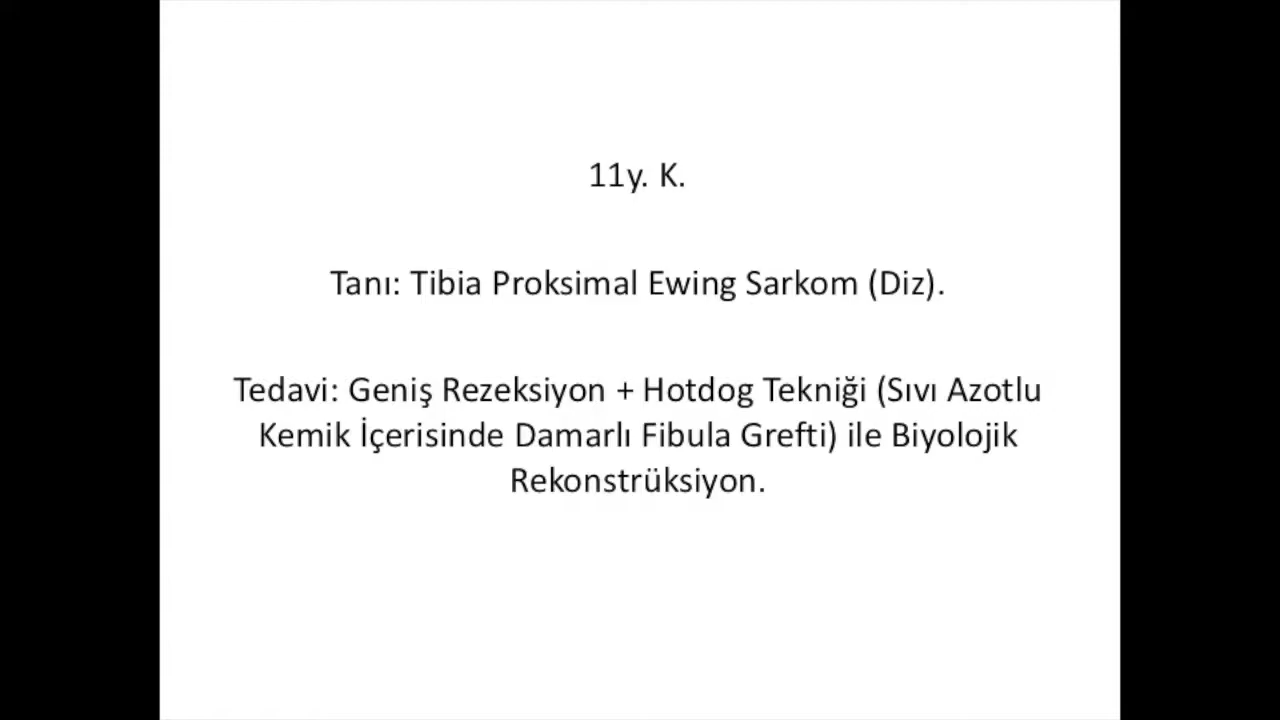 11y. K.
Tanı: Tibia Proksimal Ewing Sarkom (Diz).
Tedavi: Geniş Rezeksiyon + Hotdog Tekniği (Sıvı Azotlu
Kemik İçerisinde Damarlı Fibula Grefti) ile Biyolojik
Rekonstrüksiyon.